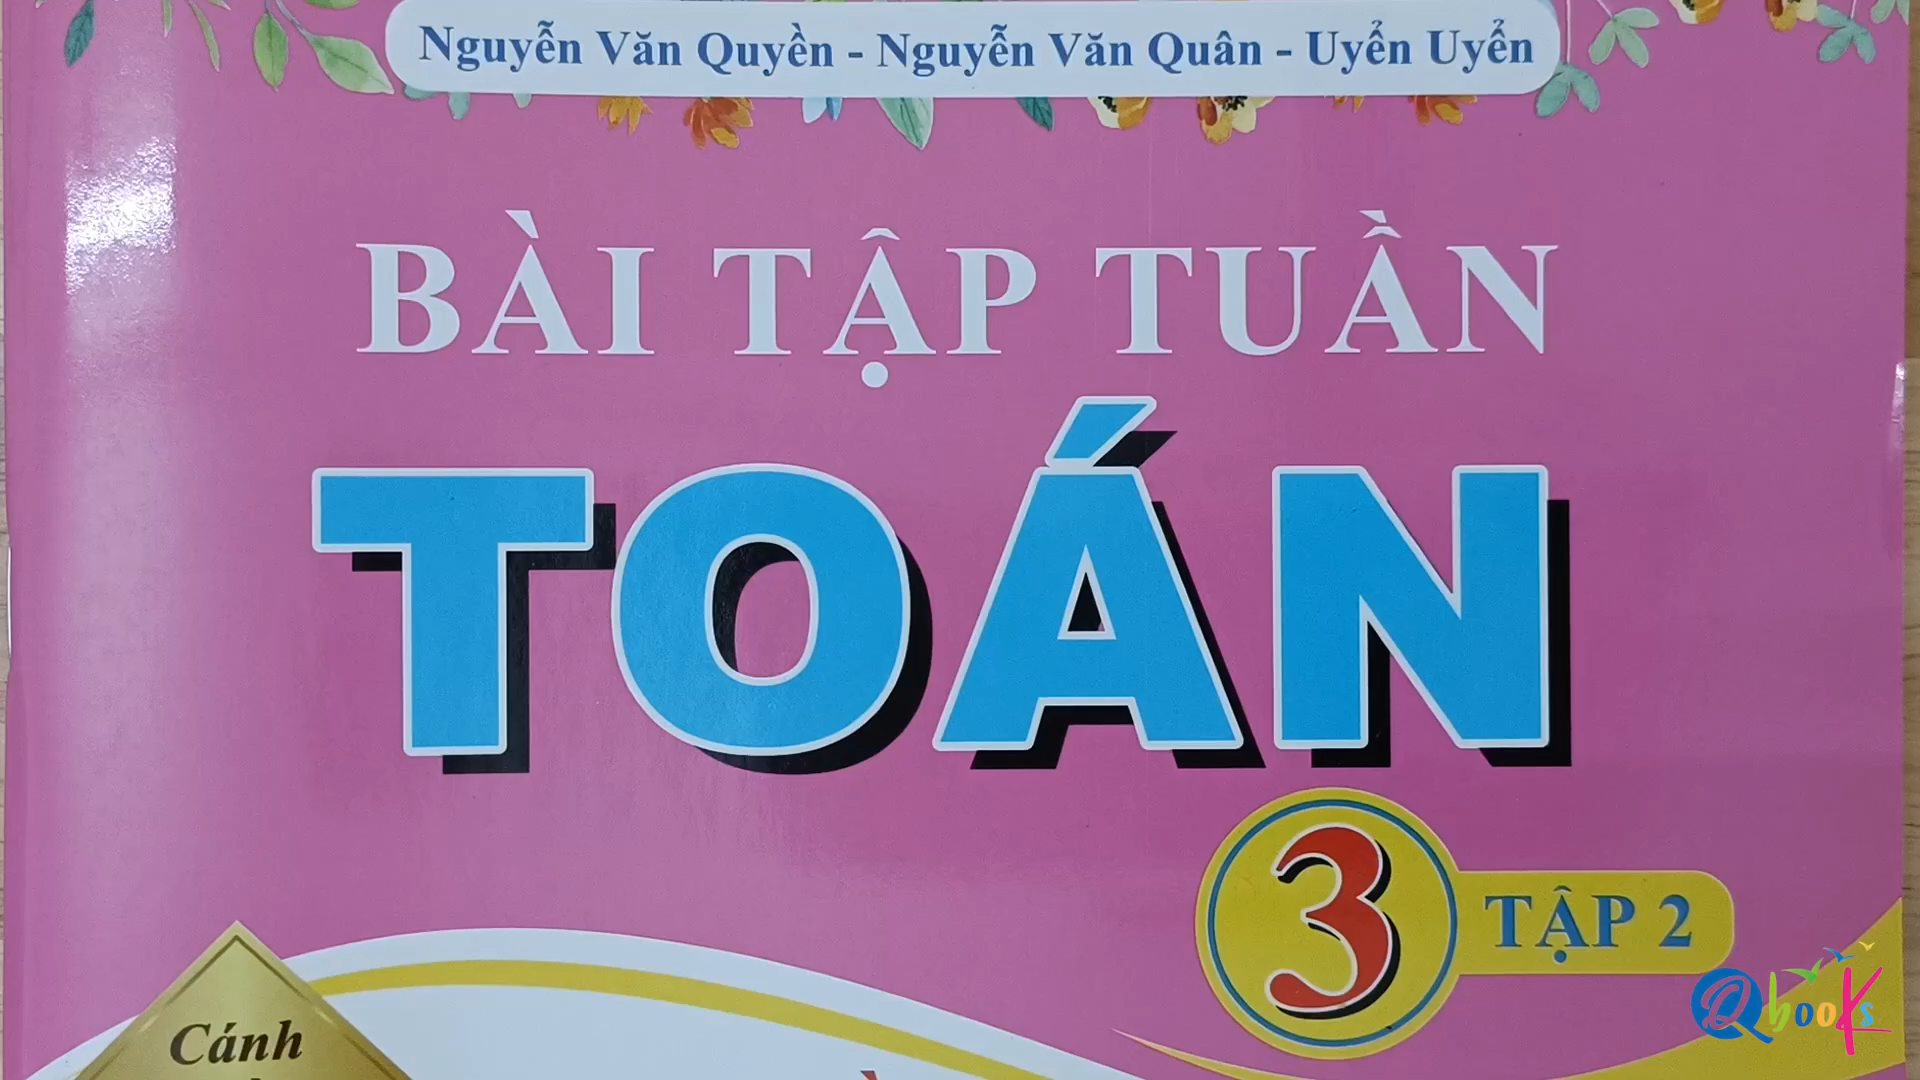 Nguyễn Văn Quyền - Nguyễn Văn Quân - Uyển Uyển
BÀI TẬP TUẦN
TOÁN
3
TẬP 2
Qbooks
Cánh